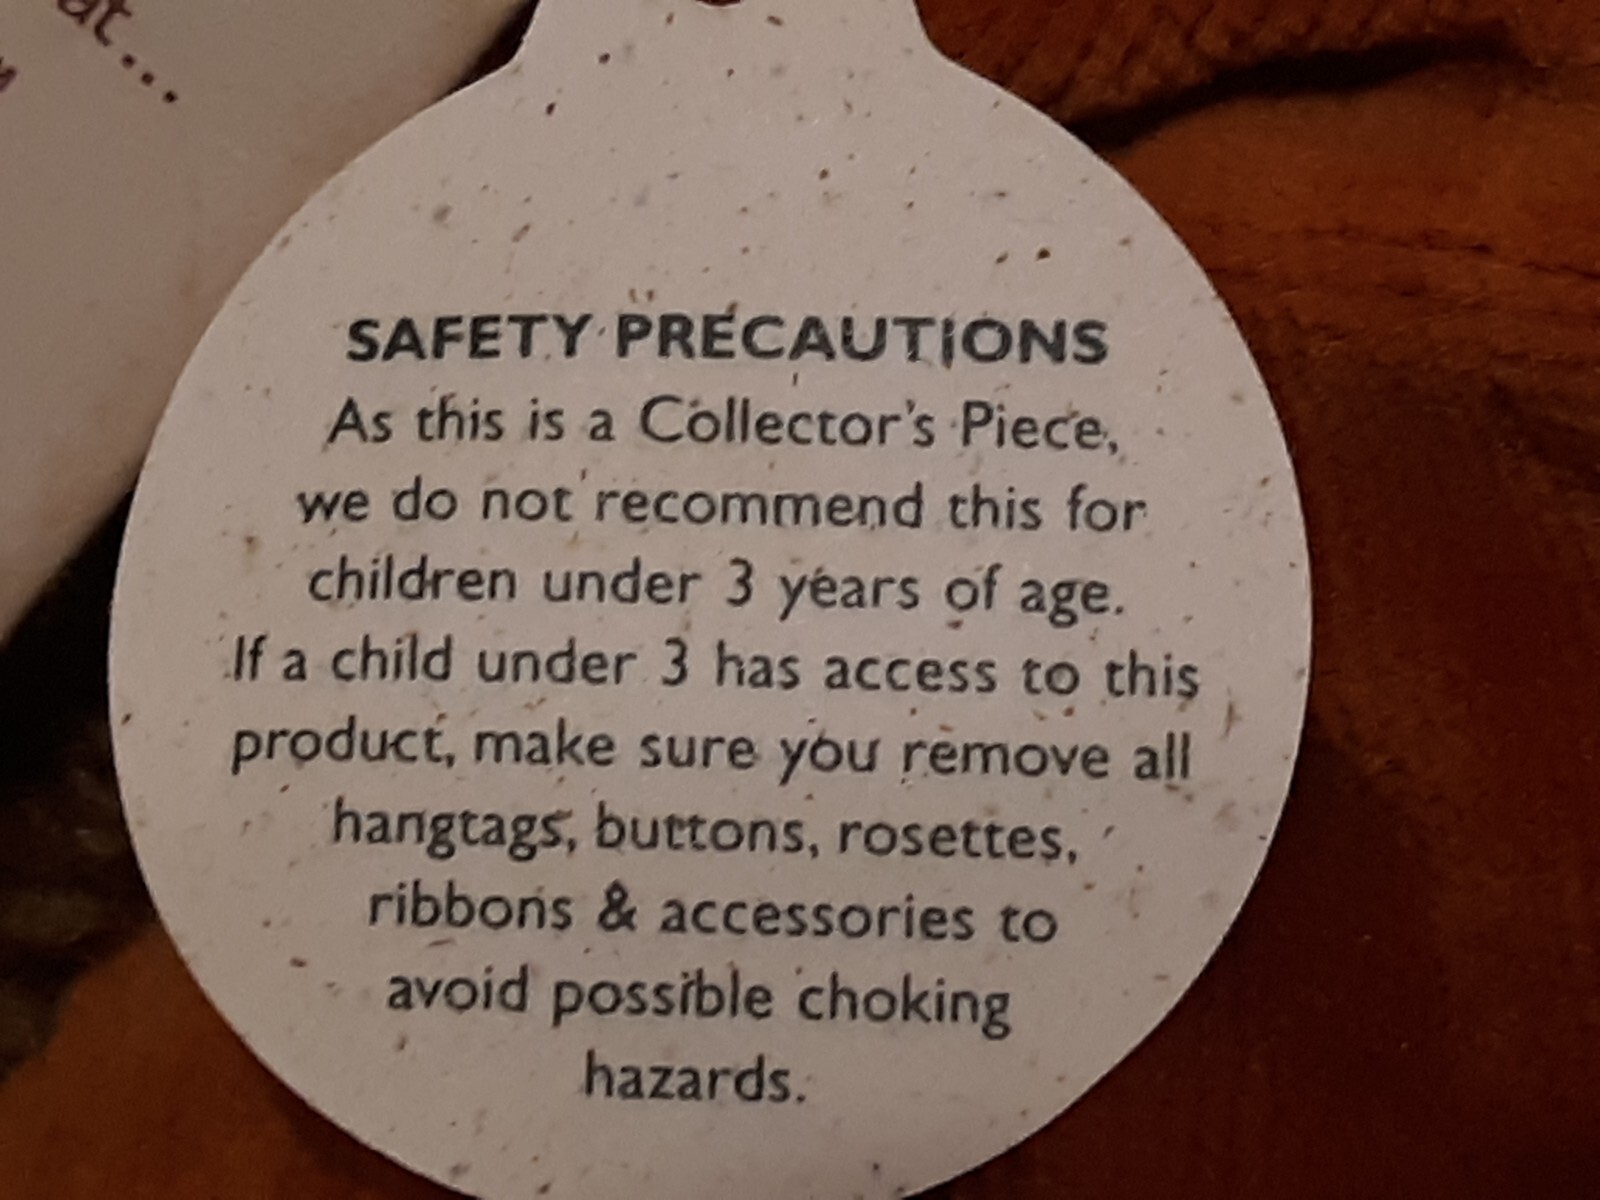 at...
SAFETY PRECAUTIONS
As this is a Collector's Piece,
we do not recommend this for
children under 3 years of age.
If a child under 3 has access to this
product, make sure you remove all
hangtags, buttons, rosettes,
ribbons & accessories to
avoid possible choking
hazards.